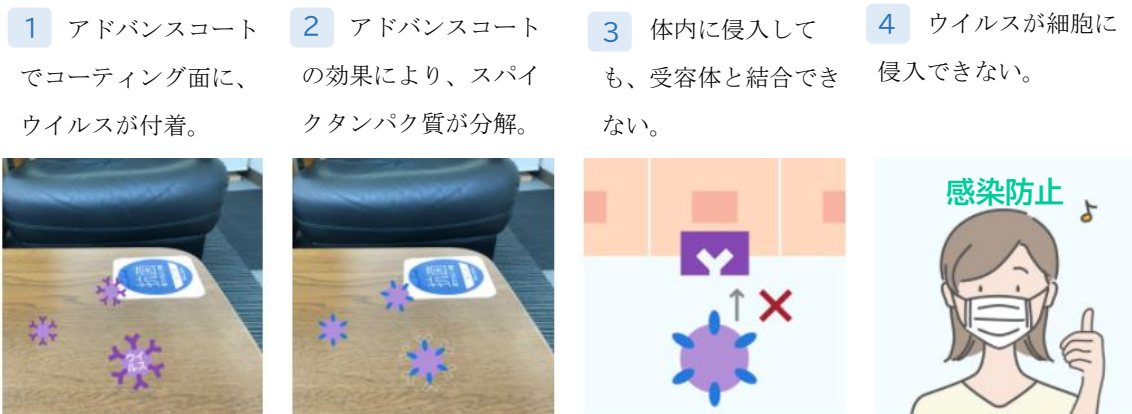 1 アドバンスコート
でコーティング面に、
ウイルスが付着。
2 アドバンスコート
の効果により、スパイ
クタンパク質が分解。
3 体内に侵入して
も、受容体と結合でき
ない。
4 ウイルスが細胞に
侵入できない。
ウイ
ルス
感染防止